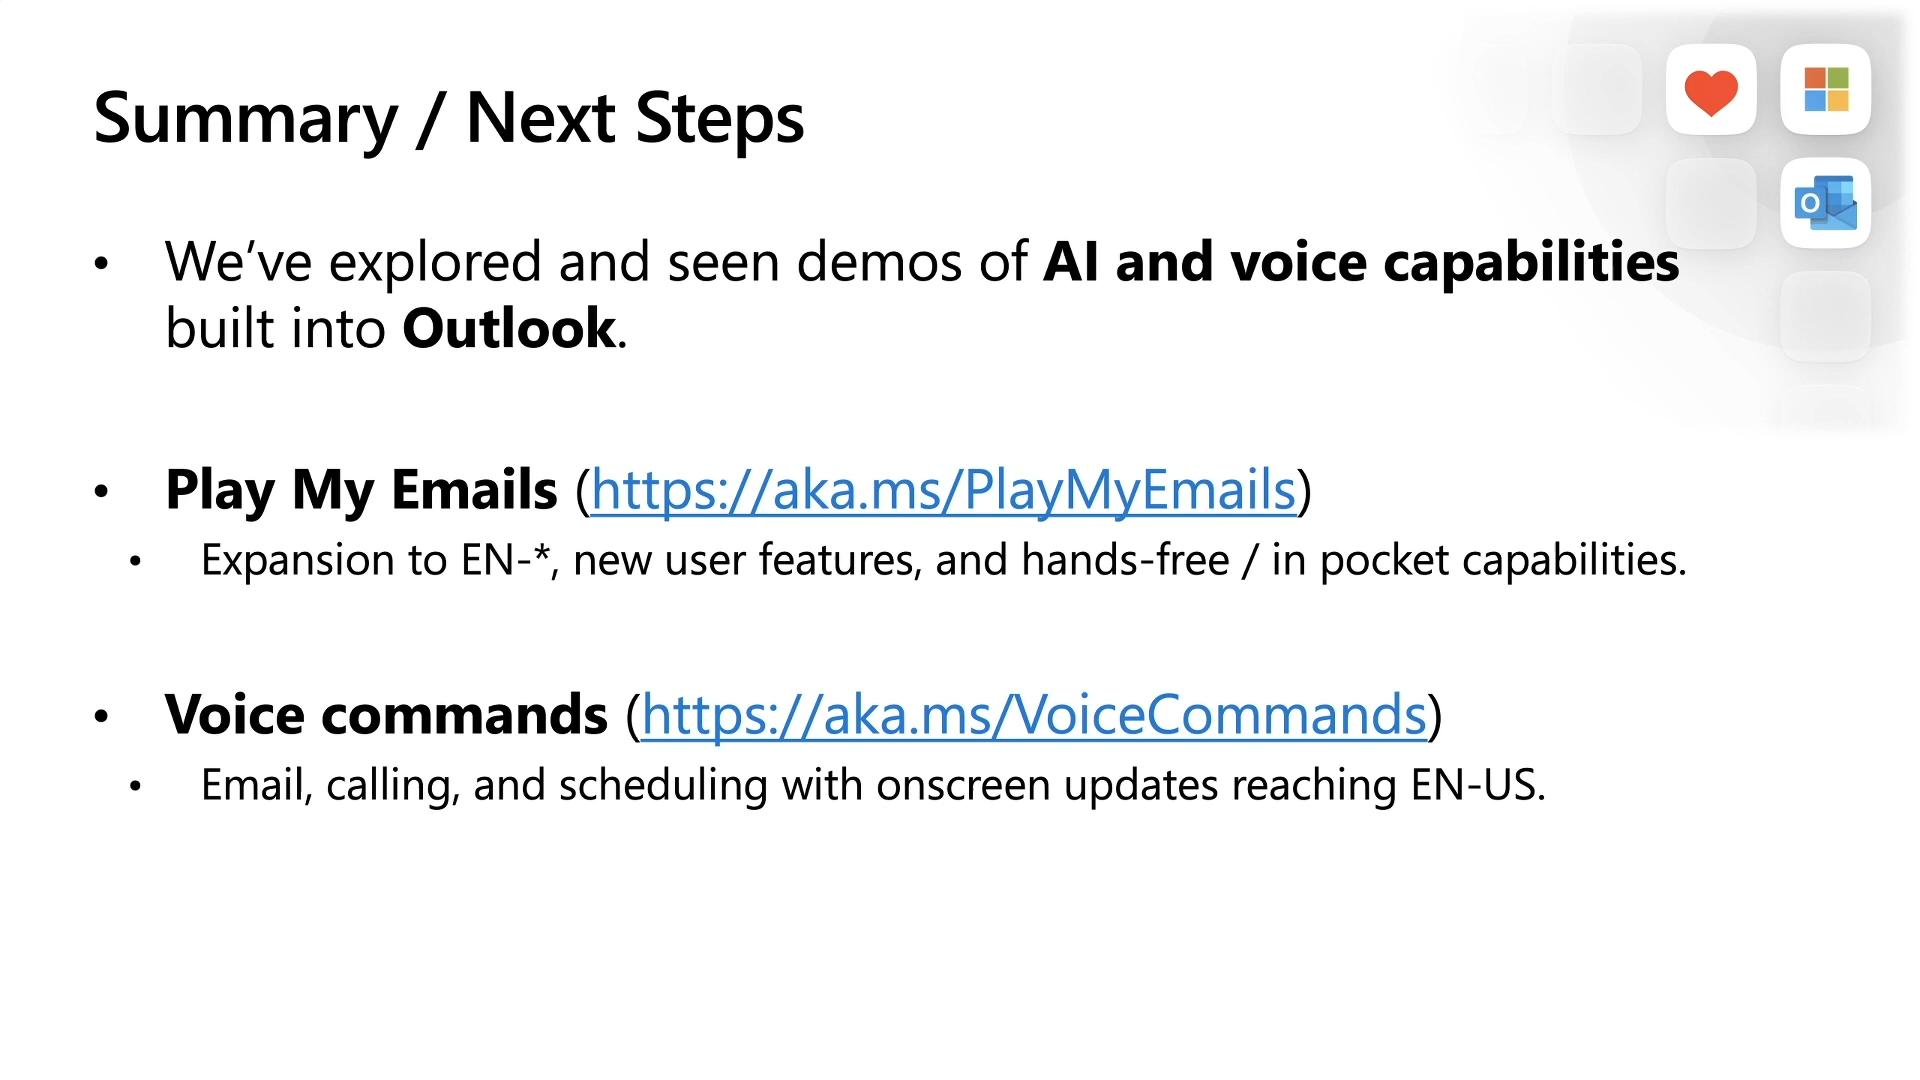 Summary / Next Steps
• We‘ve explored and seen demos of AI and voice capabilities
built into Outlook.
• Play My Emails (https://aka.ms/PlayMyEmails)
• Expansion to EN-*, new user features, and hands-free / in pocket capabilities.
• Voice commands (https://aka.ms/VoiceCommands)
• Email, calling, and scheduling with onscreen updates reaching EN-US.
O